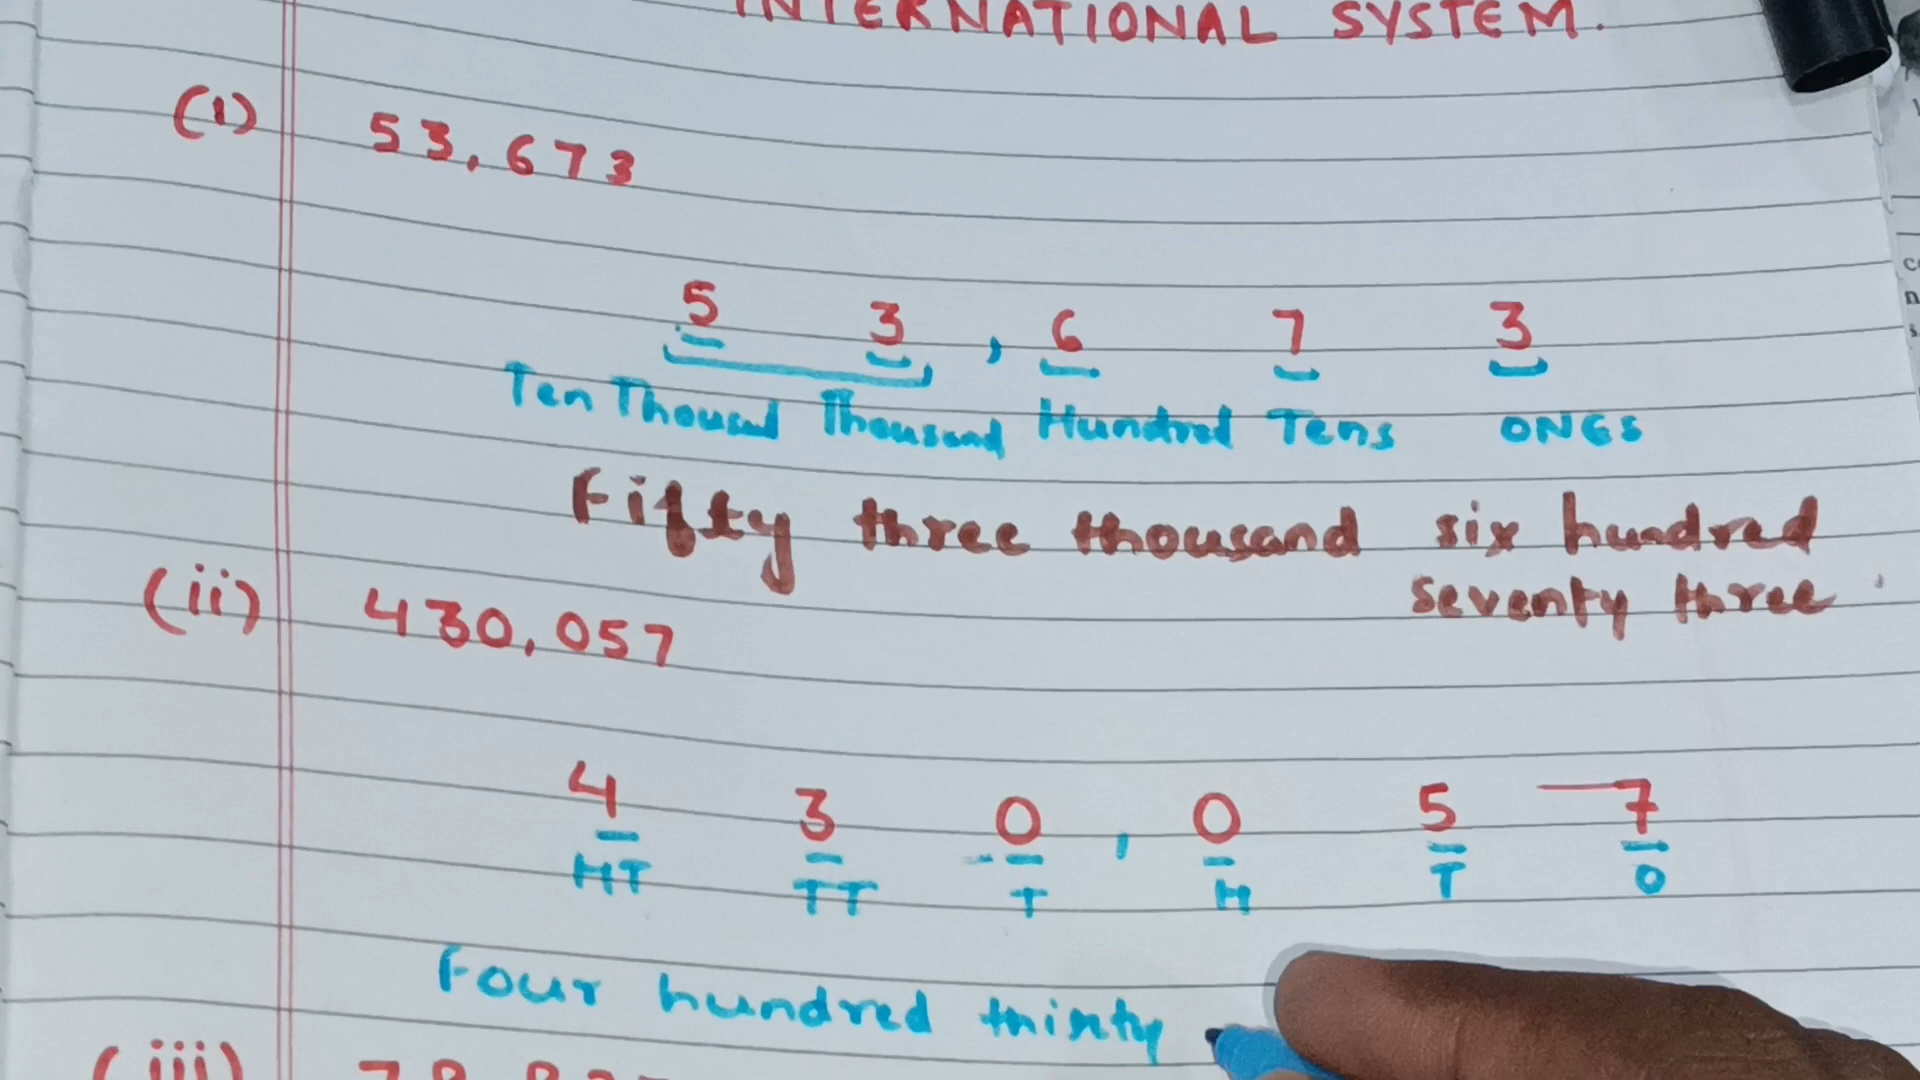 INTERNATIONAL SYSTEM.
(1) 53,673
5 3 , 6 7 3
Ten Thousand Thousand Hundred Tens ONES
Fifty three thousand six hundred
seventy three
(ii) 430,057
4 3 0 , 0 5 7
HT TT T H T O
Four hundred thirty
(iii)